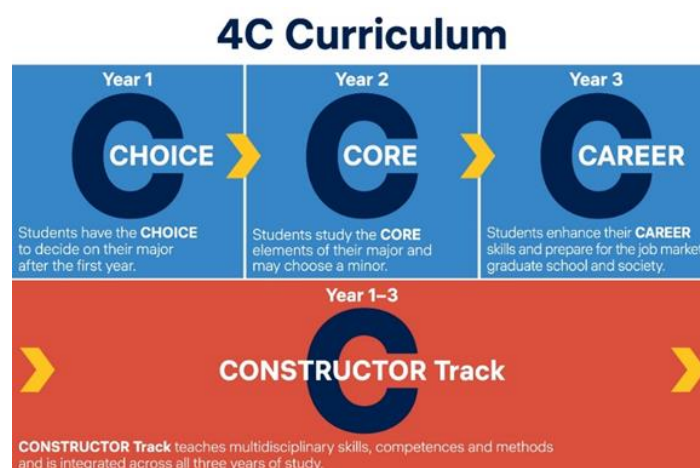 4C Curriculum
Year 1
C
CHOICE
Students have the CHOICE
to decide on their major
after the first year.
Year 2
C
CORE
Students study the CORE
elements of their major and
may choose a minor.
Year 3
C
CAREER
Students enhance their CAREER
skills and prepare for the job market,
graduate school and society.
Year 1–3
C
CONSTRUCTOR Track
CONSTRUCTOR Track teaches multidisciplinary skills, competences and methods
and is integrated across all three years of study.